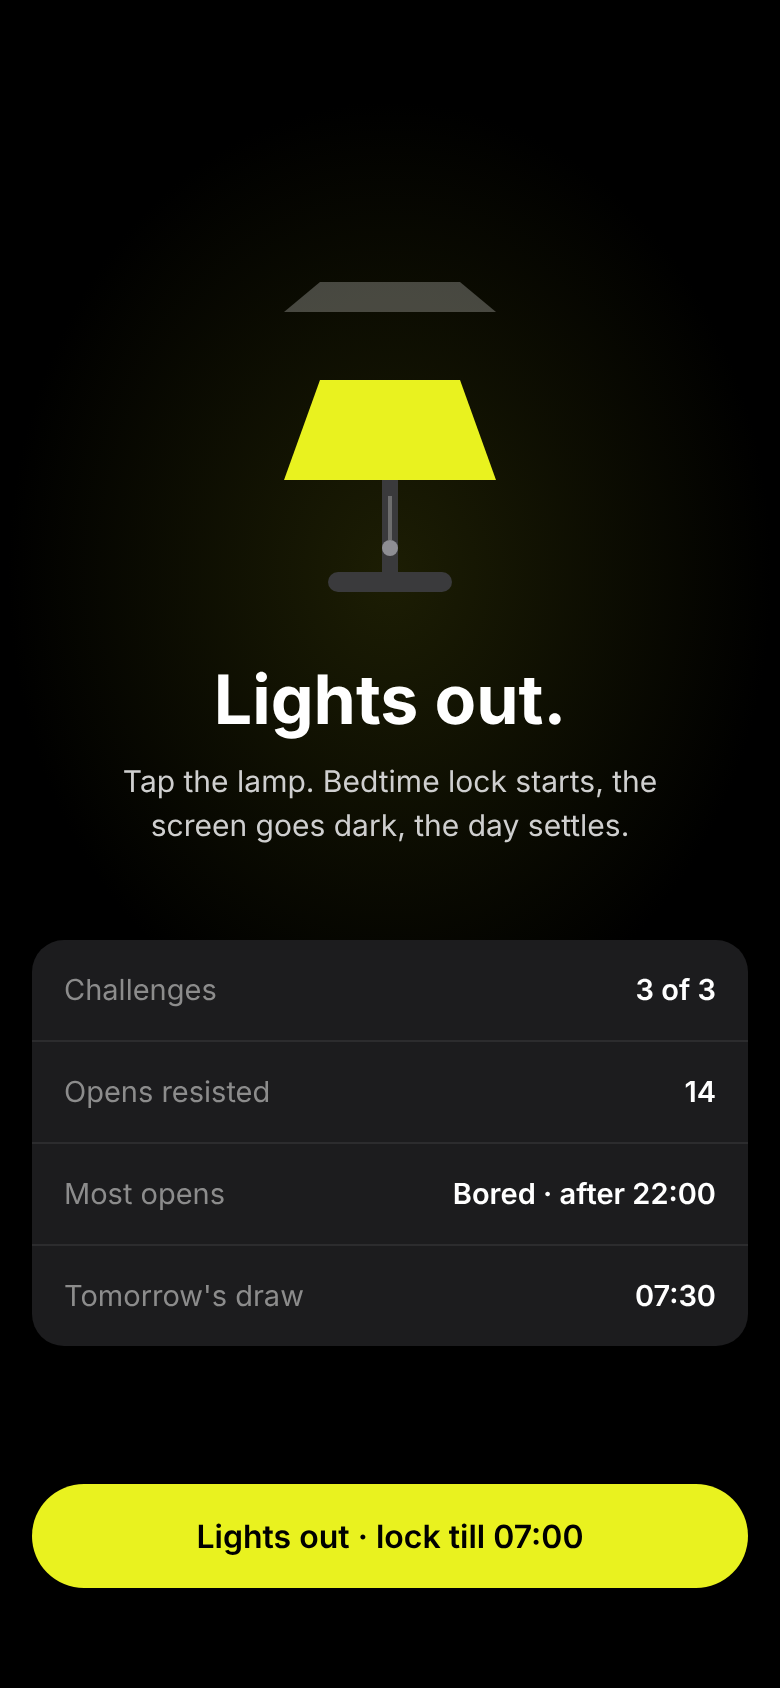 Lights out.
Tap the lamp. Bedtime lock starts, the
screen goes dark, the day settles.
Challenges 3 of 3
Opens resisted 14
Most opens Bored · after 22:00
Tomorrow's draw 07:30
Lights out · lock till 07:00